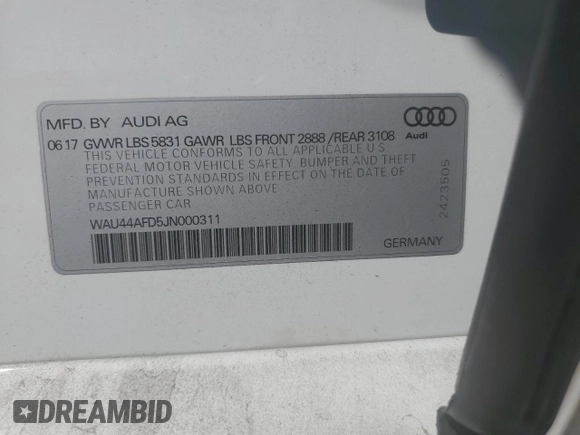 MFD. BY AUDI AG
Audi
06 17 GVWR LBS 5831 GAWR LBS FRONT 2888 /REAR 3108
THIS VEHICLE CONFORMS TO ALL APPLICABLE U S
FEDERAL MOTOR VEHICLE SAFETY, BUMPER AND THEFT
PREVENTION STANDARDS IN EFFECT ON THE DATE OF
MANUFACTURE SHOWN ABOVE
PASSENGER CAR
WAU44AFD5JN000311
2423505
GERMANY
DREAMBID